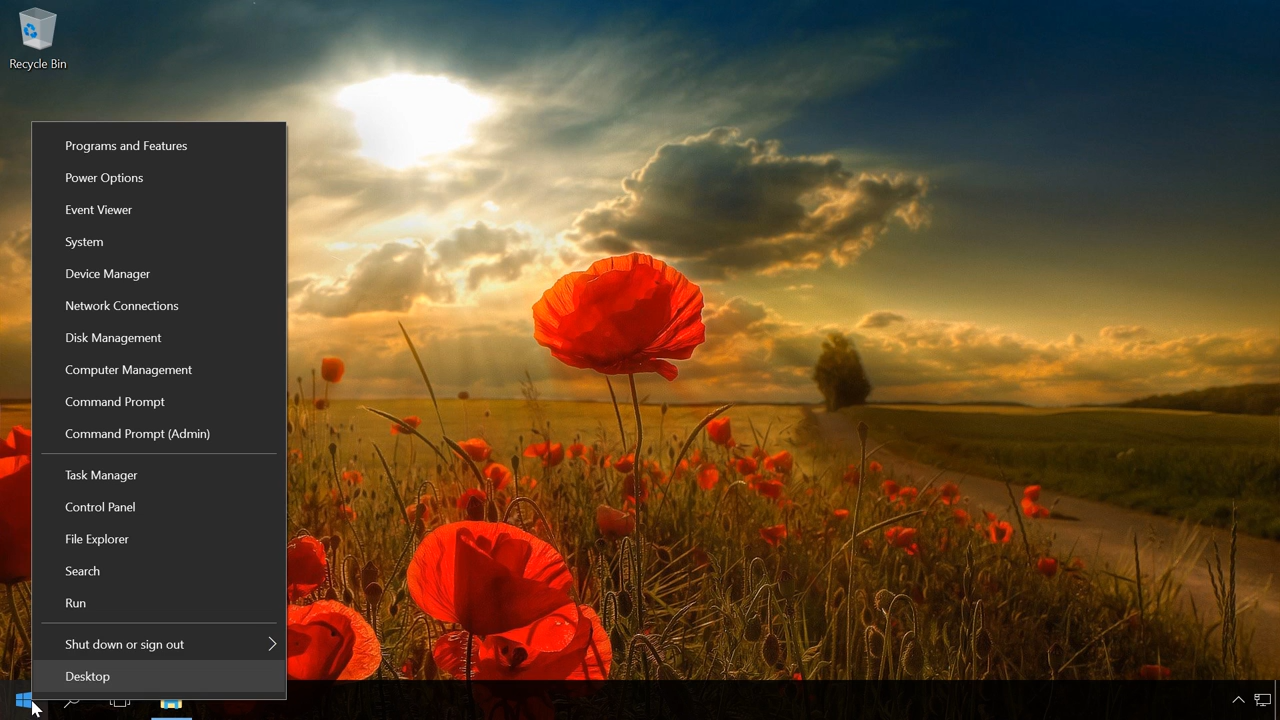 Recycle Bin
Programs and Features
Power Options
Event Viewer
System
Device Manager
Network Connections
Disk Management
Computer Management
Command Prompt
Command Prompt (Admin)
Task Manager
Control Panel
File Explorer
Search
Run
Shut down or sign out
Desktop